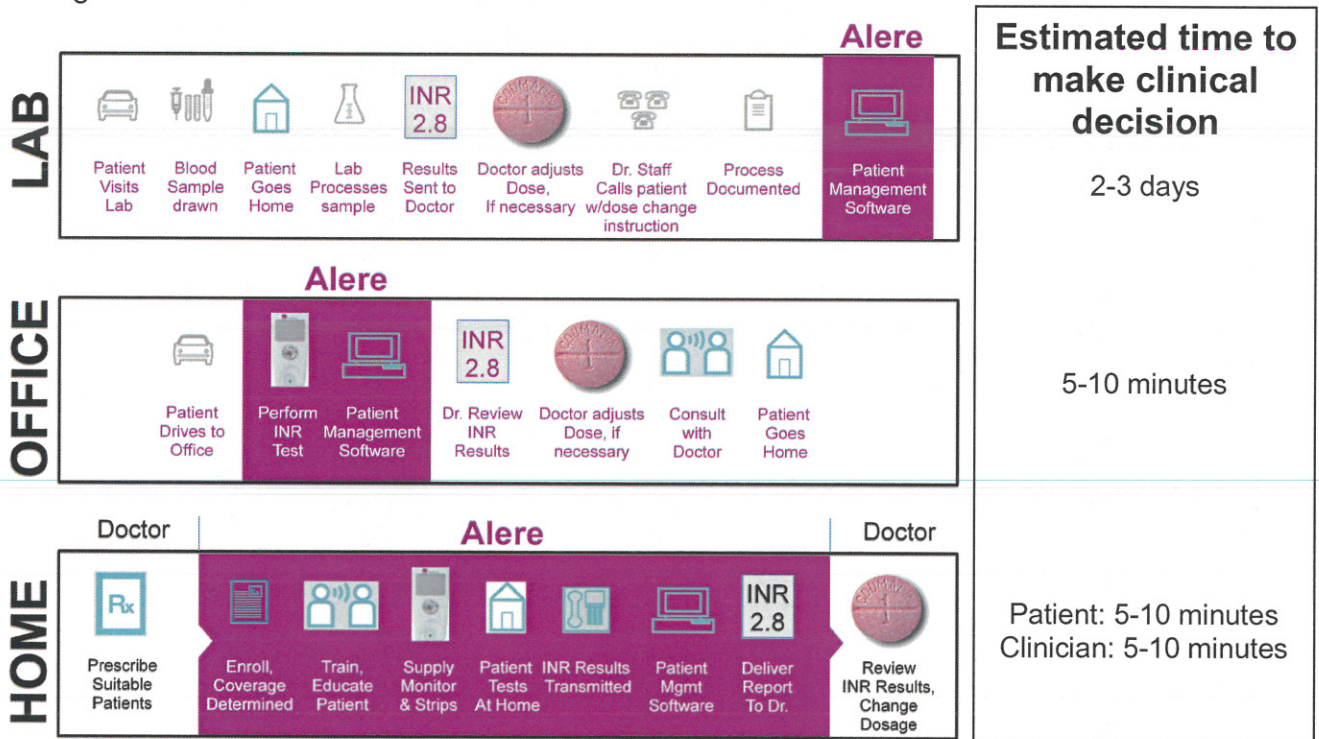 Alere
LAB
INR
2.8
COUMADIN
1
Patient
Visits
Lab
Blood
Sample
drawn
Patient
Goes
Home
Lab
Processes
sample
Results
Sent to
Doctor
Doctor adjusts
Dose,
If necessary
Dr. Staff
Calls patient
w/dose change
instruction
Process
Documented
Patient
Management
Software
Estimated time to
make clinical
decision
2-3 days
Alere
OFFICE
INR
2.8
COUMADIN
1
Patient
Drives to
Office
Perform
INR
Test
Patient
Management
Software
Dr. Review
INR
Results
Doctor adjusts
Dose, if
necessary
Consult
with
Doctor
Patient
Goes
Home
5-10 minutes
Doctor
Alere
Doctor
HOME
Rx
INR
2.8
COUMADIN
1
Prescribe
Suitable
Patients
Enroll,
Coverage
Determined
Train,
Educate
Patient
Supply
Monitor
& Strips
Patient
Tests
At Home
INR Results
Transmitted
Patient
Mgmt
Software
Deliver
Report
To Dr.
Review
INR Results,
Change
Dosage
Patient: 5-10 minutes
Clinician: 5-10 minutes